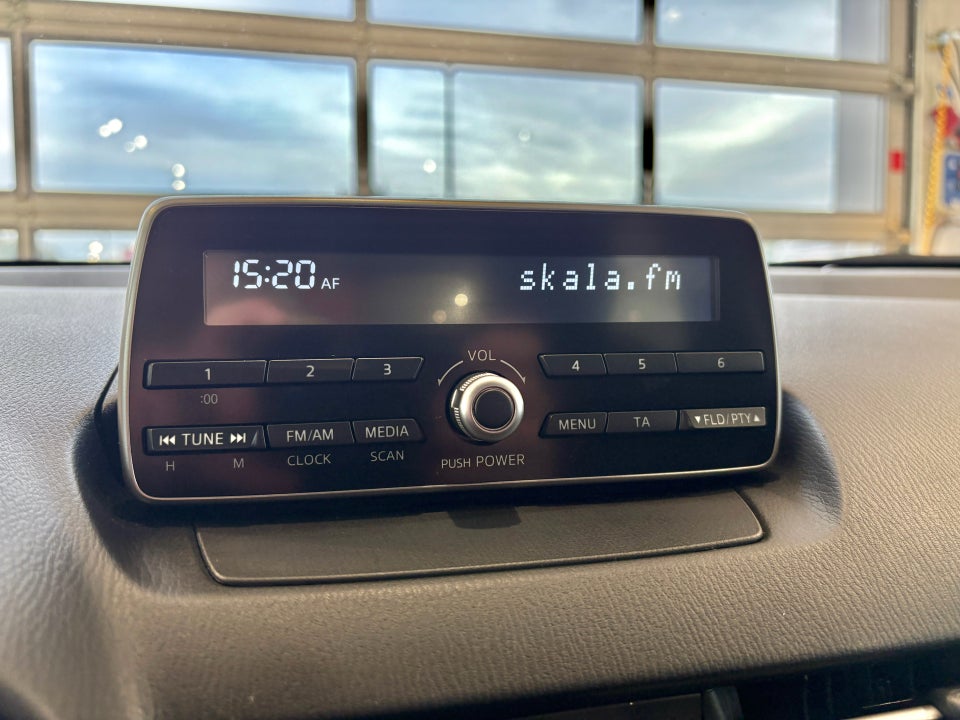 15:20 AF skala.fm
VOL
1 2 3 4 5 6
:00
⏮ TUNE ⏭ FM/AM MEDIA MENU TA ▼FLD/PTY▲
H M CLOCK SCAN PUSH POWER